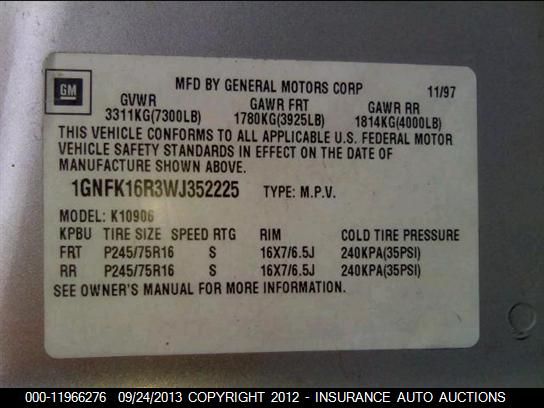 MFD BY GENERAL MOTORS CORP 11/97
GM
GVWR GAWR FRT GAWR RR
3311KG(7300LB) 1780KG(3925LB) 1814KG(4000LB)
THIS VEHICLE CONFORMS TO ALL APPLICABLE U.S. FEDERAL MOTOR
VEHICLE SAFETY STANDARDS IN EFFECT ON THE DATE OF
MANUFACTURE SHOWN ABOVE.
1GNFK16R3WJ352225 TYPE: M.P.V.
MODEL: K10906
KPBU TIRE SIZE SPEED RTG RIM COLD TIRE PRESSURE
FRT P245/75R16 S 16X7/6.5J 240KPA(35PSI)
RR P245/75R16 S 16X7/6.5J 240KPA(35PSI)
SEE OWNER'S MANUAL FOR MORE INFORMATION.
000-11966276 09/24/2013 COPYRIGHT 2012 - INSURANCE AUTO AUCTIONS